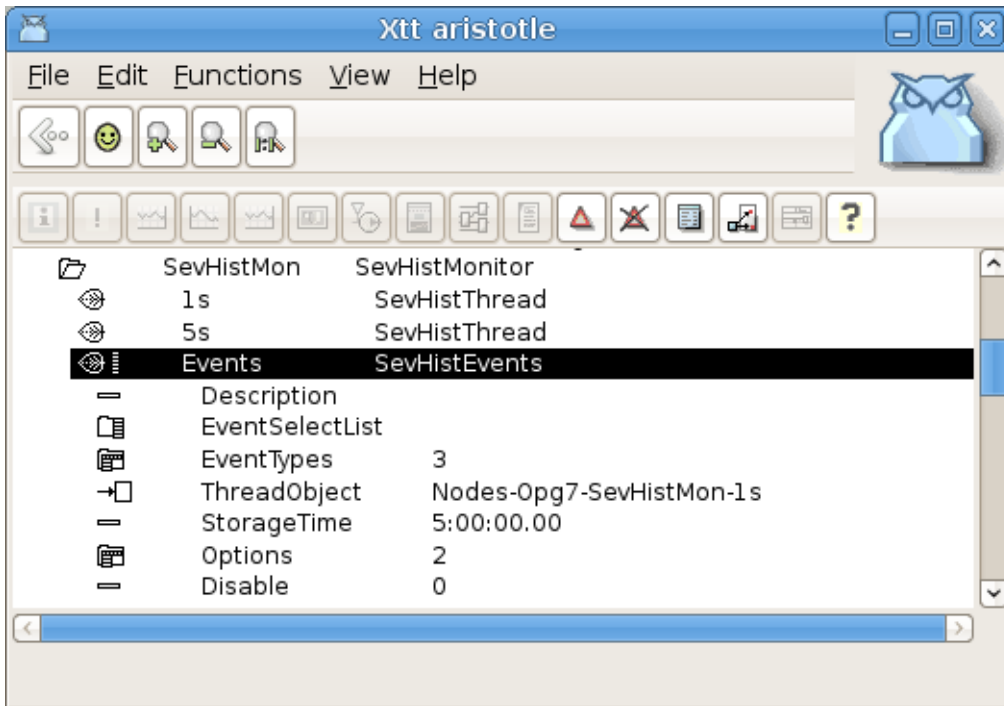 Xtt aristotle
File Edit Functions View Help
SevHistMon SevHistMonitor
1s SevHistThread
5s SevHistThread
Events SevHistEvents
Description
EventSelectList
EventTypes 3
ThreadObject Nodes-Opg7-SevHistMon-1s
StorageTime 5:00:00.00
Options 2
Disable 0